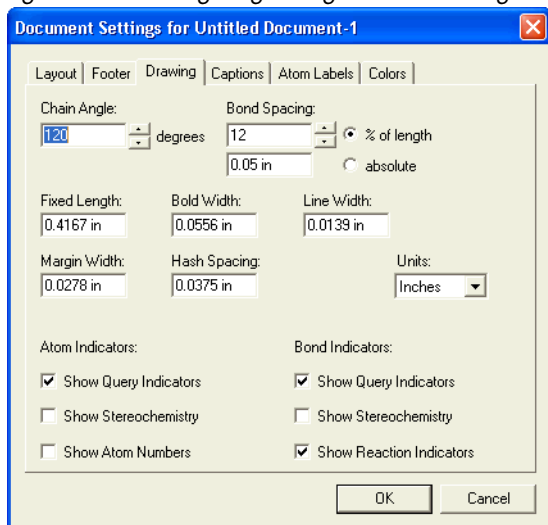 Document Settings for Untitled Document-1
Layout Footer Drawing Captions Atom Labels Colors
Chain Angle: Bond Spacing:
120 degrees 12 % of length
0.05 in absolute
Fixed Length: Bold Width: Line Width:
0.4167 in 0.0556 in 0.0139 in
Margin Width: Hash Spacing: Units:
0.0278 in 0.0375 in Inches
Atom Indicators: Bond Indicators:
Show Query Indicators Show Query Indicators
Show Stereochemistry Show Stereochemistry
Show Atom Numbers Show Reaction Indicators
OK Cancel